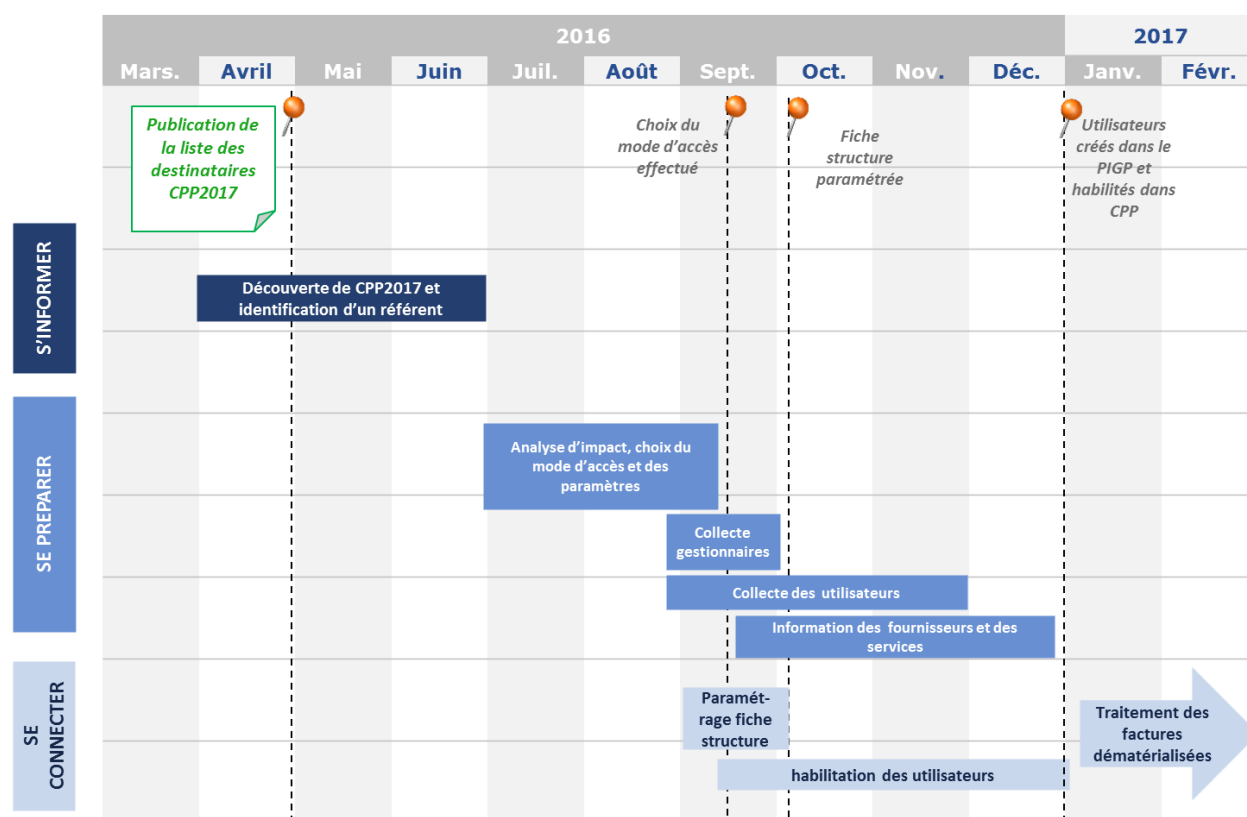 2016
2017
Mars.
Avril
Mai
Juin
Juil.
Août
Sept.
Oct.
Nov.
Déc.
Janv.
Févr.
Publication de
la liste des
destinataires
CPP2017
Choix du
mode d’accès
effectué
Fiche
structure
paramétrée
Utilisateurs
créés dans le
PIGP et
habilités dans
CPP
S’INFORMER
Découverte de CPP2017 et
identification d’un référent
SE PREPARER
Analyse d’impact, choix du
mode d’accès et des
paramètres
Collecte
gestionnaires
Collecte des utilisateurs
Information des fournisseurs et des
services
SE
CONNECTER
Paramét-
rage fiche
structure
Traitement des
factures
dématérialisées
habilitation des utilisateurs